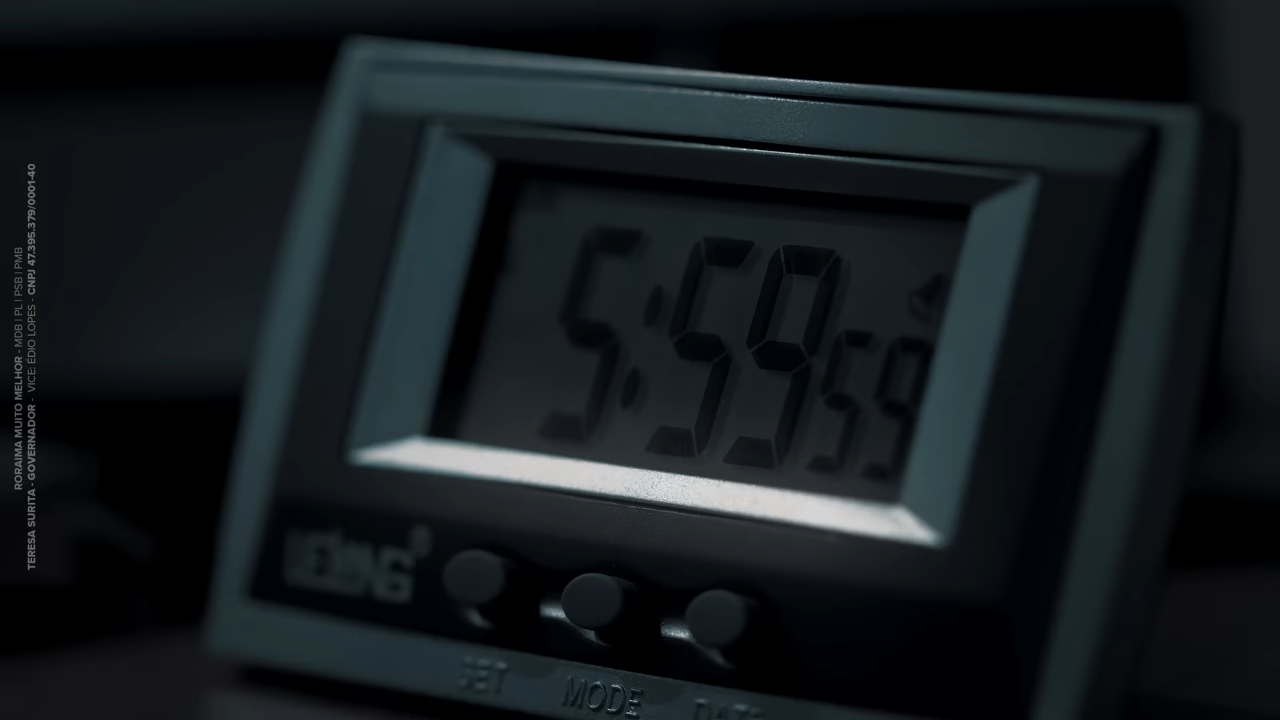 RORAIMA MUITO MELHOR - MDB | PL | PSB | PMB
TERESA SURITA - GOVERNADOR - VICE: ÉDIO LOPES - CNPJ 47.395.379/0001-40
5:59 59
SET MODE DATE